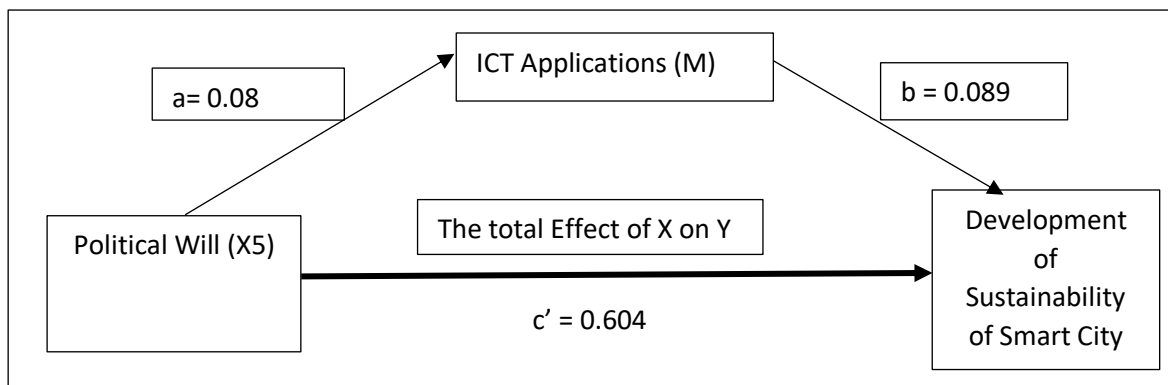 ICT Applications (M)
a= 0.08
b = 0.089
Political Will (X5)
The total Effect of X on Y
c’ = 0.604
Development
of
Sustainability
of Smart City